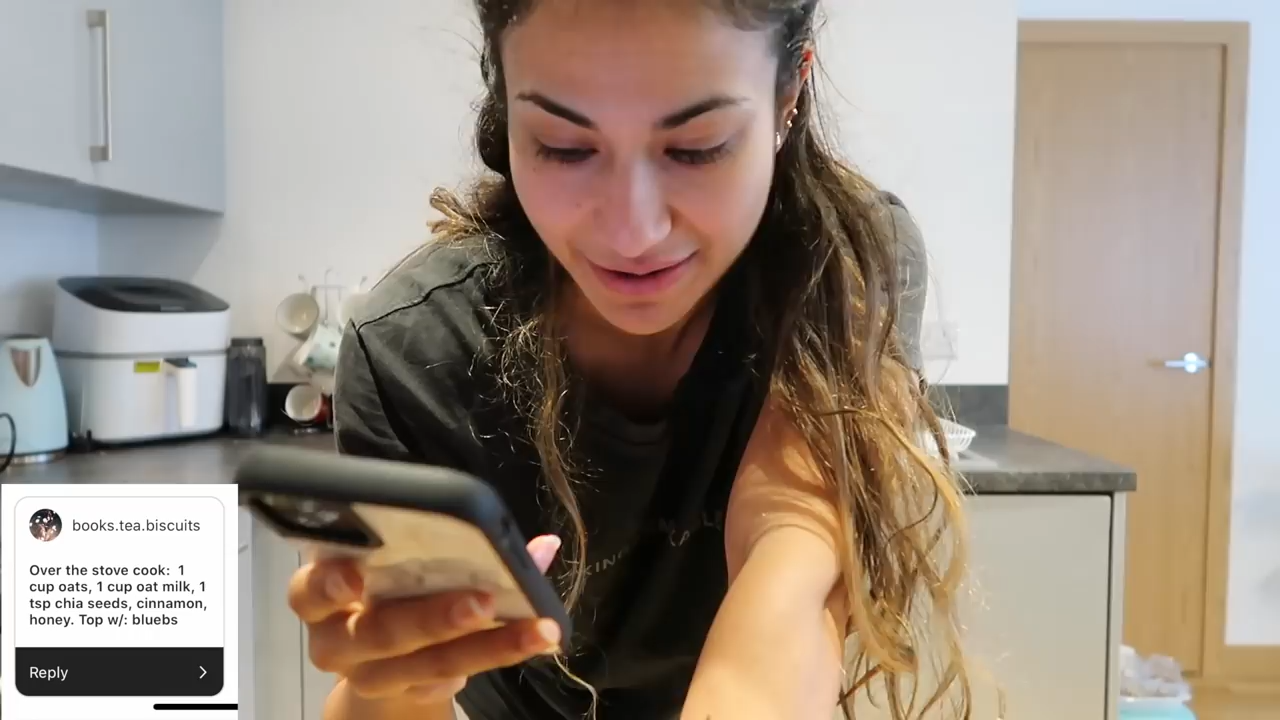 books.tea.biscuits
Over the stove cook: 1
cup oats, 1 cup oat milk, 1
tsp chia seeds, cinnamon,
honey. Top w/: bluebs
Reply